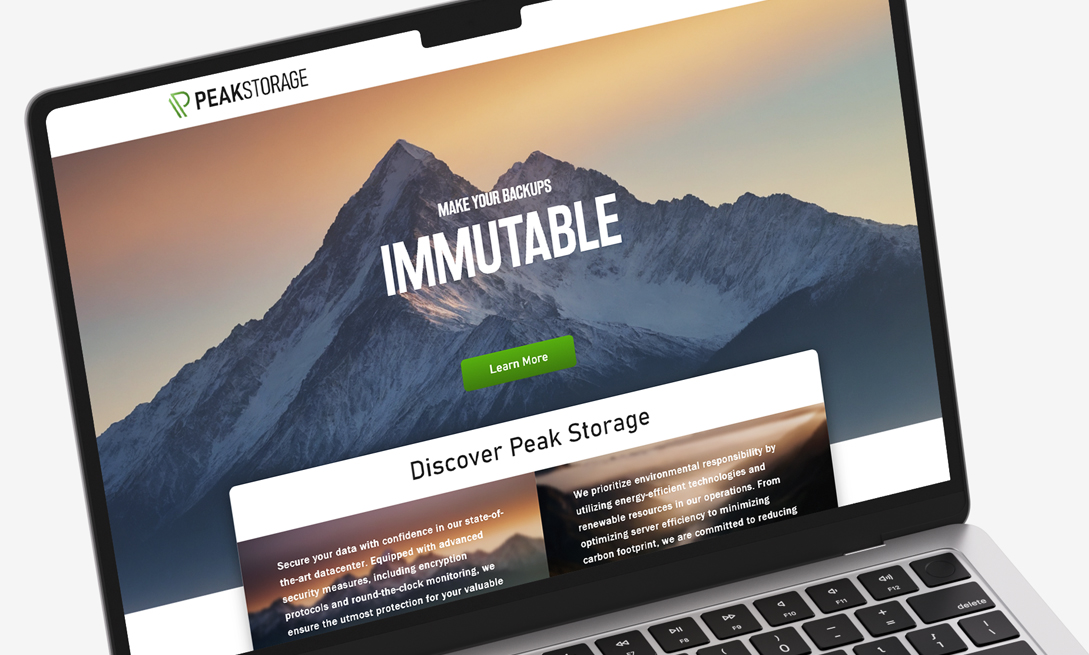 PEAKSTORAGE
MAKE YOUR BACKUPS
IMMUTABLE
Learn More
Discover Peak Storage
Secure your data with confidence in our state-of-
the-art datacenter. Equipped with advanced
security measures, including encryption
protocols and round-the-clock monitoring, we
ensure the utmost protection for your valuable
We prioritize environmental responsibility by
utilizing energy-efficient technologies and
renewable resources in our operations. From
optimizing server efficiency to minimizing
carbon footprint, we are committed to reducing
F7
F8
F9
F10
F11
F12
)
0
–
-
+
=
delete
{
[
}
]
|
\